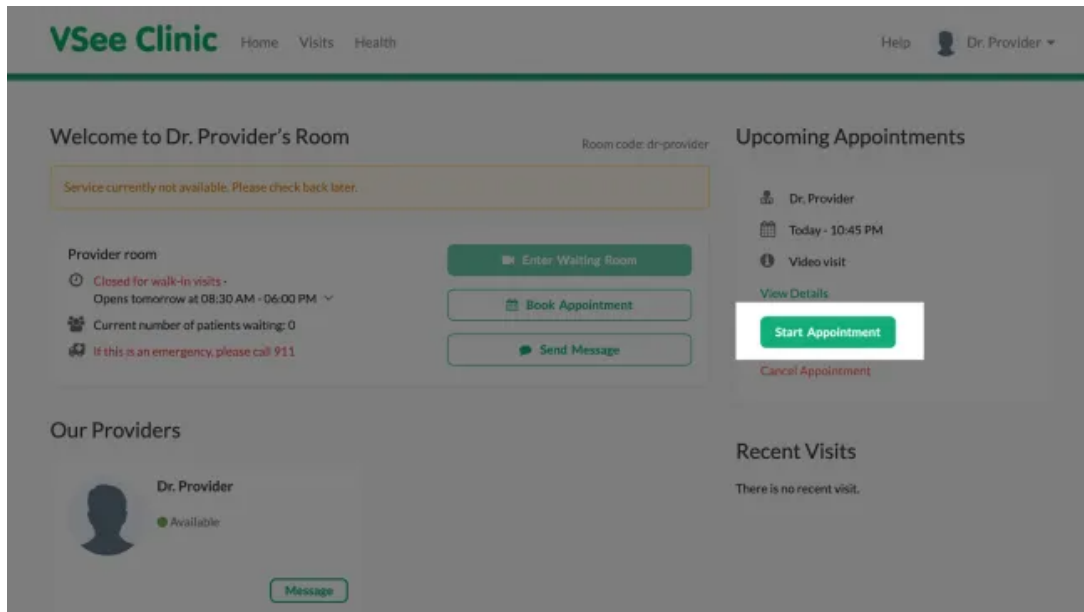 VSee Clinic Home Visits Health Help Dr. Provider
Welcome to Dr. Provider's Room
Room code: dr-provider
Service currently not available. Please check back later.
Provider room
Closed for walk-in visits -
Opens tomorrow at 08:30 AM - 06:00 PM
Current number of patients waiting: 0
If this is an emergency, please call 911
Enter Waiting Room
Book Appointment
Send Message
Our Providers
Dr. Provider
Available
Message
Upcoming Appointments
Dr. Provider
Today - 10:45 PM
Video visit
View Details
Start Appointment
Cancel Appointment
Recent Visits
There is no recent visit.